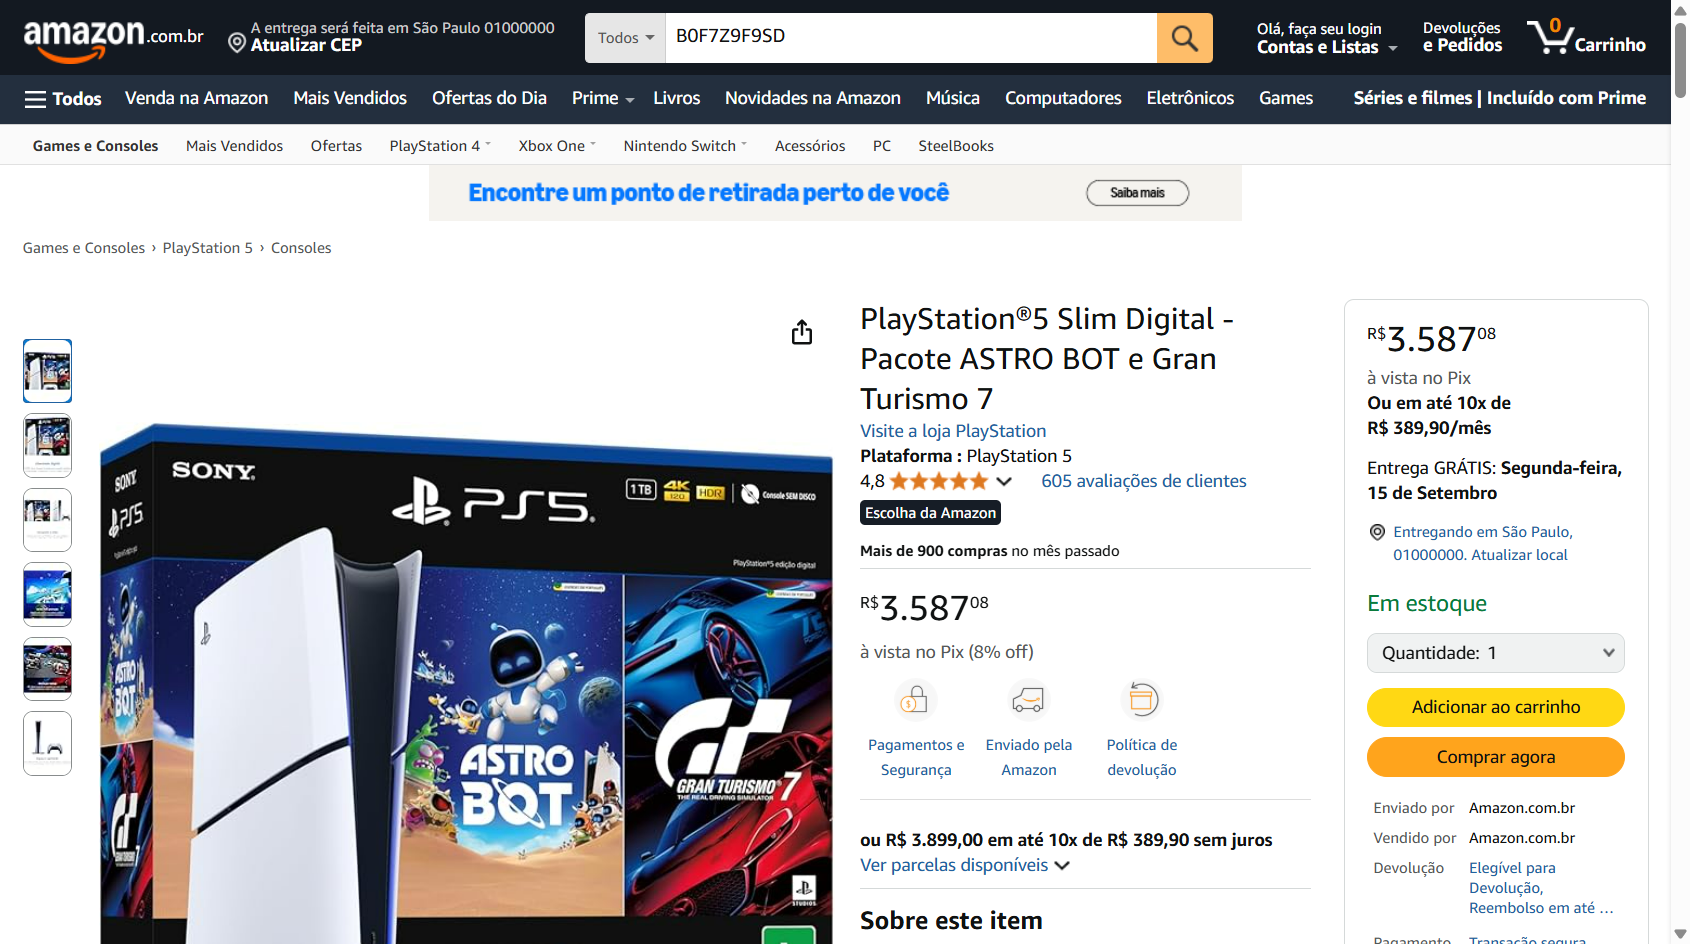 amazon.com.br
A entrega será feita em São Paulo 01000000
Atualizar CEP
Todos
B0F7Z9F9SD
Olá, faça seu login
Contas e Listas
Devoluções
e Pedidos
0
Carrinho
Todos
Venda na Amazon
Mais Vendidos
Ofertas do Dia
Prime
Livros
Novidades na Amazon
Música
Computadores
Eletrônicos
Games
Séries e filmes | Incluído com Prime
Games e Consoles
Mais Vendidos
Ofertas
PlayStation 4
Xbox One
Nintendo Switch
Acessórios
PC
SteelBooks
Encontre um ponto de retirada perto de você
Saiba mais
Games e Consoles › PlayStation 5 › Consoles
SONY
PS5
SONY
PS5
1TB
4K
120
HDR
Console SEM DISCO
PlayStation®5 edição digital
ASTRO
BOT
ASTRO
BOT
GRAN TURISMO 7
THE REAL DRIVING SIMULATOR
GT
STUDIOS
PlayStation®5 Slim Digital -
Pacote ASTRO BOT e Gran
Turismo 7
Visite a loja PlayStation
Plataforma : PlayStation 5
4,8
605 avaliações de clientes
Escolha da Amazon
Mais de 900 compras no mês passado
R$3.58708
à vista no Pix (8% off)
Pagamentos e
Segurança
Enviado pela
Amazon
Política de
devolução
ou R$ 3.899,00 em até 10x de R$ 389,90 sem juros
Ver parcelas disponíveis
Sobre este item
R$3.58708
à vista no Pix
Ou em até 10x de
R$ 389,90/mês
Entrega GRÁTIS: Segunda-feira,
15 de Setembro
Entregando em São Paulo,
01000000. Atualizar local
Em estoque
Quantidade: 1
Adicionar ao carrinho
Comprar agora
Enviado por Amazon.com.br
Vendido por Amazon.com.br
Devolução Elegível para
Devolução,
Reembolso em até ...
Pagamento Transação segura